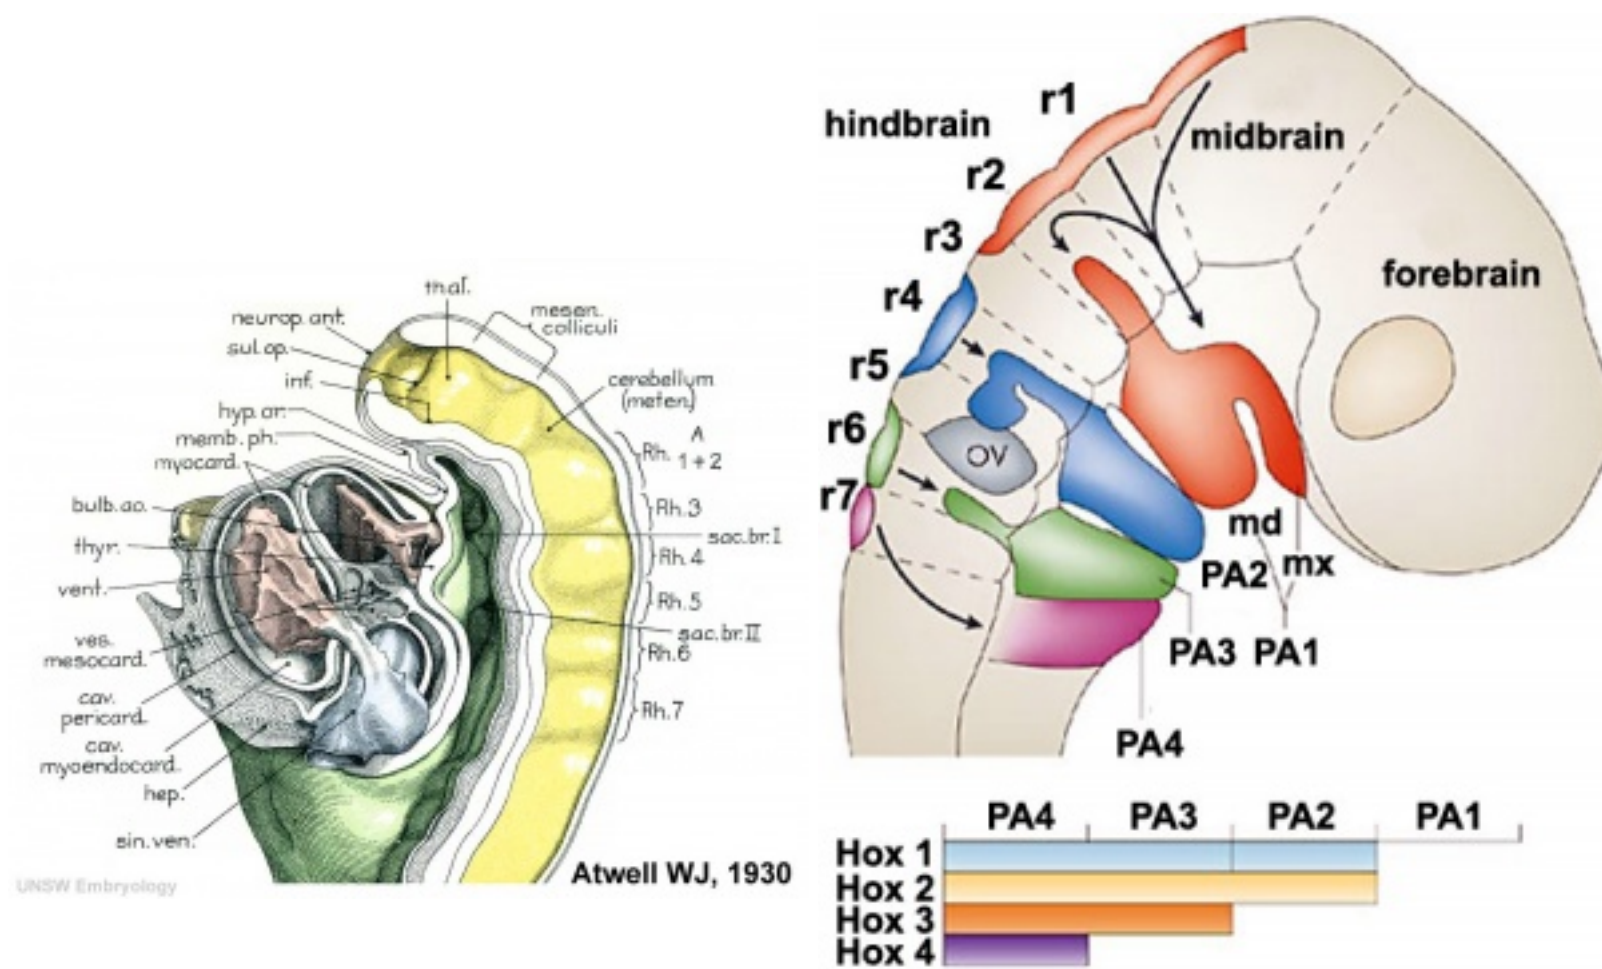 thal.
neurop. ant.
mesen.
colliculi
sul. op.
inf.
cerebellum
(meten.)
hyp. or.
memb. ph.
A
Rh. 1+2
myocard.
bulb. ao.
Rh.3
thyr.
sac.br.I
Rh.4
vent.
Rh.5
ves.
mesocard.
sac.br.II
Rh.6
cav.
pericard.
Rh.7
cav.
myoendocard.
hep.
sin. ven.
Atwell WJ, 1930
UNSW Embryology
hindbrain
r1
midbrain
r2
r3
forebrain
r4
r5
r6
OV
r7
md
mx
PA2
PA3
PA1
PA4
PA4 PA3 PA2 PA1
Hox 1
Hox 2
Hox 3
Hox 4